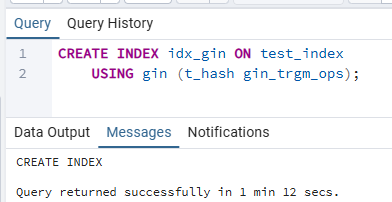 Query
Query History
1 CREATE INDEX idx_gin ON test_index
2 USING gin (t_hash gin_trgm_ops);
Data Output
Messages
Notifications
CREATE INDEX
Query returned successfully in 1 min 12 secs.